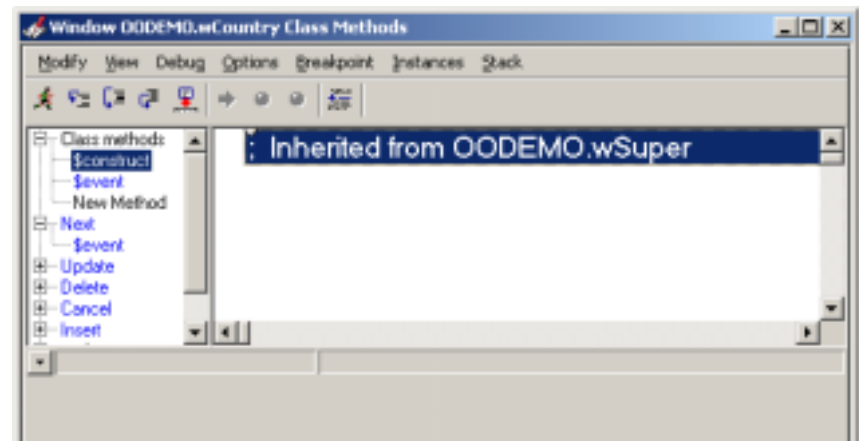 Window OODEMO.wCountry Class Methods
Modify View Debug Options Breakpoint Instances Stack
Class methods
$construct
$event
New Method
Next
$event
Update
Delete
Cancel
Insert
; Inherited from OODEMO.wSuper